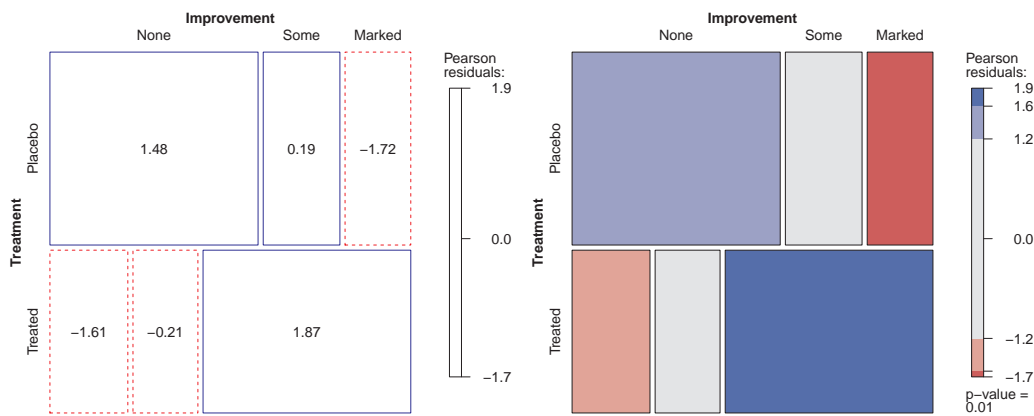 Improvement
None Some Marked
Pearson
residuals:
1.9
Placebo
1.48 0.19 −1.72
Treatment
0.0
Treated
−1.61 −0.21 1.87
−1.7
Improvement
None Some Marked
Pearson
residuals:
1.9
1.6
1.2
Placebo
Treatment
0.0
Treated
−1.2
−1.7
p−value =
0.01